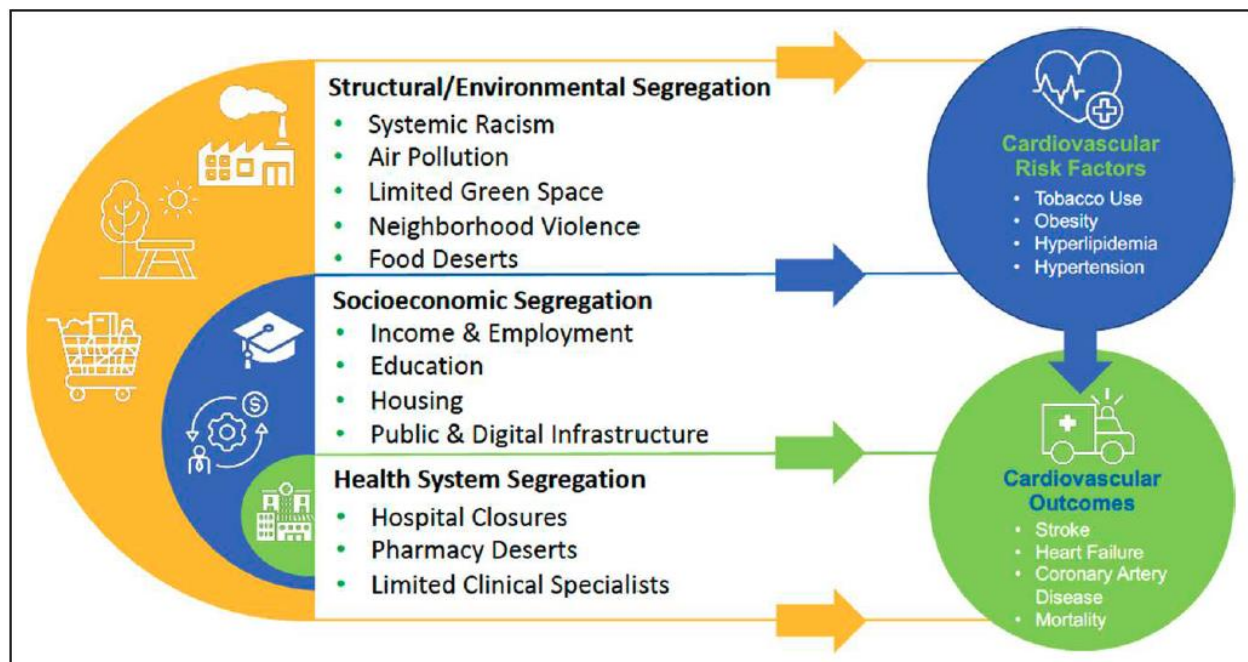 Structural/Environmental Segregation
• Systemic Racism
• Air Pollution
• Limited Green Space
• Neighborhood Violence
• Food Deserts
Socioeconomic Segregation
• Income & Employment
• Education
• Housing
• Public & Digital Infrastructure
Health System Segregation
• Hospital Closures
• Pharmacy Deserts
• Limited Clinical Specialists
Cardiovascular
Risk Factors
• Tobacco Use
• Obesity
• Hyperlipidemia
• Hypertension
Cardiovascular
Outcomes
• Stroke
• Heart Failure
• Coronary Artery
Disease
• Mortality
$